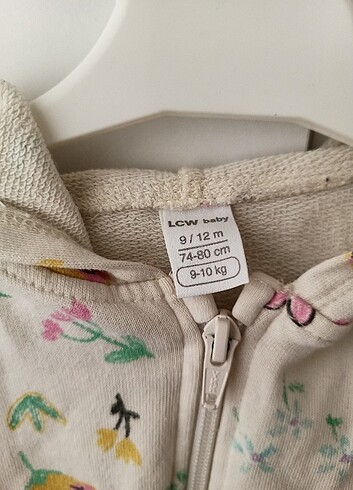 LCW baby
9 / 12 m
74-80 cm
9-10 kg